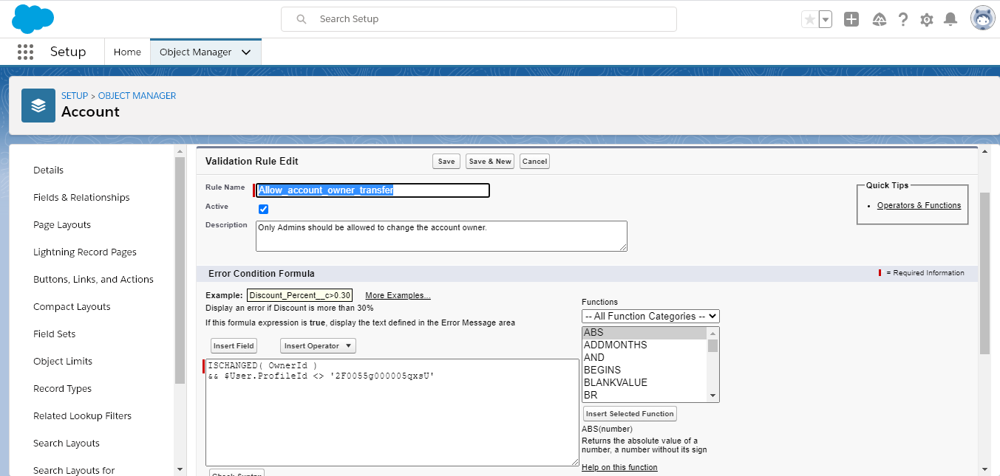 Search Setup
Setup
Home
Object Manager
SETUP > OBJECT MANAGER
Account
Details
Fields & Relationships
Page Layouts
Lightning Record Pages
Buttons, Links, and Actions
Compact Layouts
Field Sets
Object Limits
Record Types
Related Lookup Filters
Search Layouts
Search Layouts for
Validation Rule Edit
Save
Save & New
Cancel
Rule Name
Allow_account_owner_transfer
Active
Description
Only Admins should be allowed to change the account owner.
Quick Tips
• Operators & Functions
Error Condition Formula
= Required Information
Example: Discount_Percent__c>0.30 More Examples...
Display an error if Discount is more than 30%
If this formula expression is true, display the text defined in the Error Message area
Insert Field
Insert Operator
ISCHANGED( OwnerId )
&& $User.ProfileId <> '2F0055g000005qxsU'
Check Syntax
Functions
-- All Function Categories --
ABS
ADDMONTHS
AND
BEGINS
BLANKVALUE
BR
Insert Selected Function
ABS(number)
Returns the absolute value of a
number, a number without its sign
Help on this function